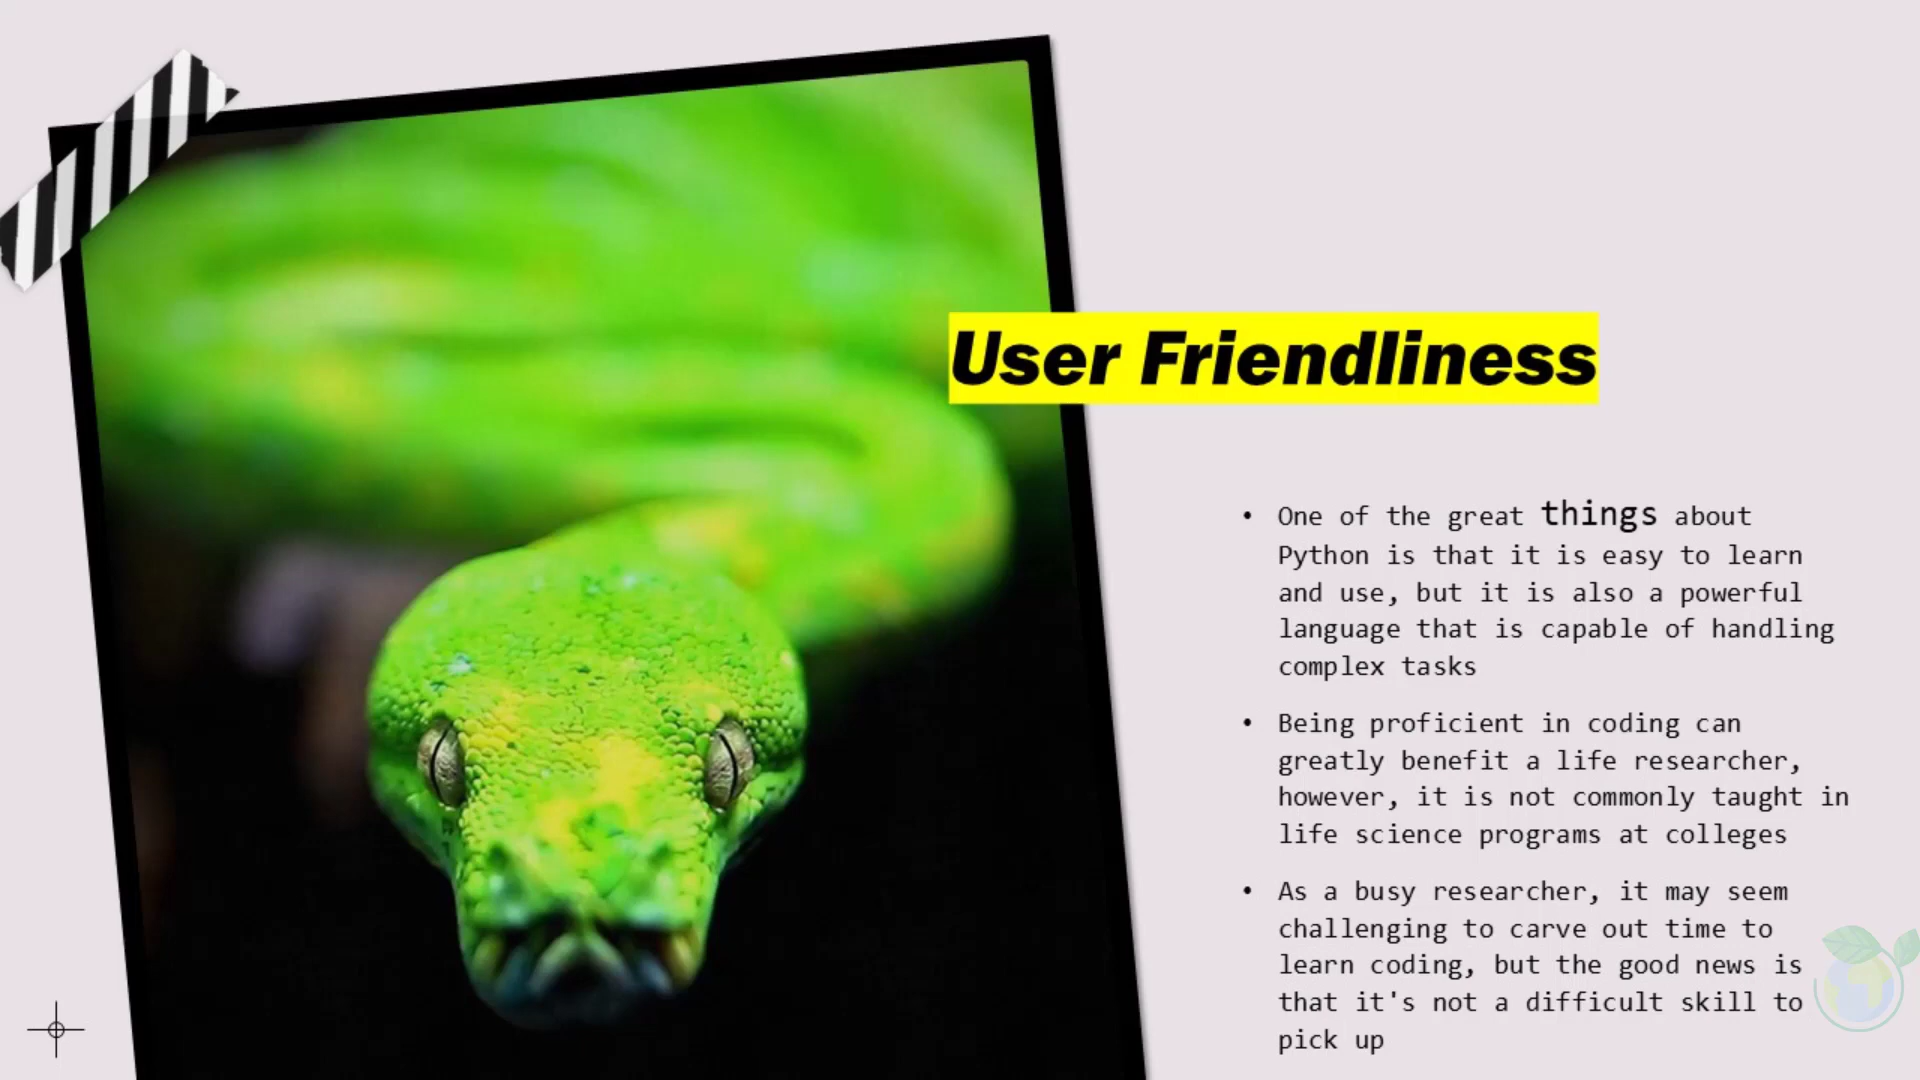 User Friendliness
• One of the great things about
Python is that it is easy to learn
and use, but it is also a powerful
language that is capable of handling
complex tasks
• Being proficient in coding can
greatly benefit a life researcher,
however, it is not commonly taught in
life science programs at colleges
• As a busy researcher, it may seem
challenging to carve out time to
learn coding, but the good news is
that it's not a difficult skill to
pick up